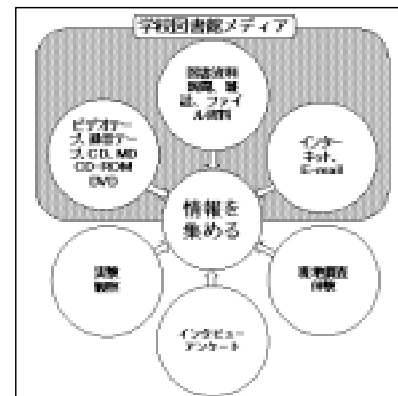 学校図書館メディア
図書資料
新聞、雑
誌、ファイ
ル資料
ビデオテー
プ、録音テー
プ、CD、MD
CD-ROM
DVD
インター
ネット、
E-mail
情報を
集める
実験
観察
現地調査
体験
インタビュー
アンケート